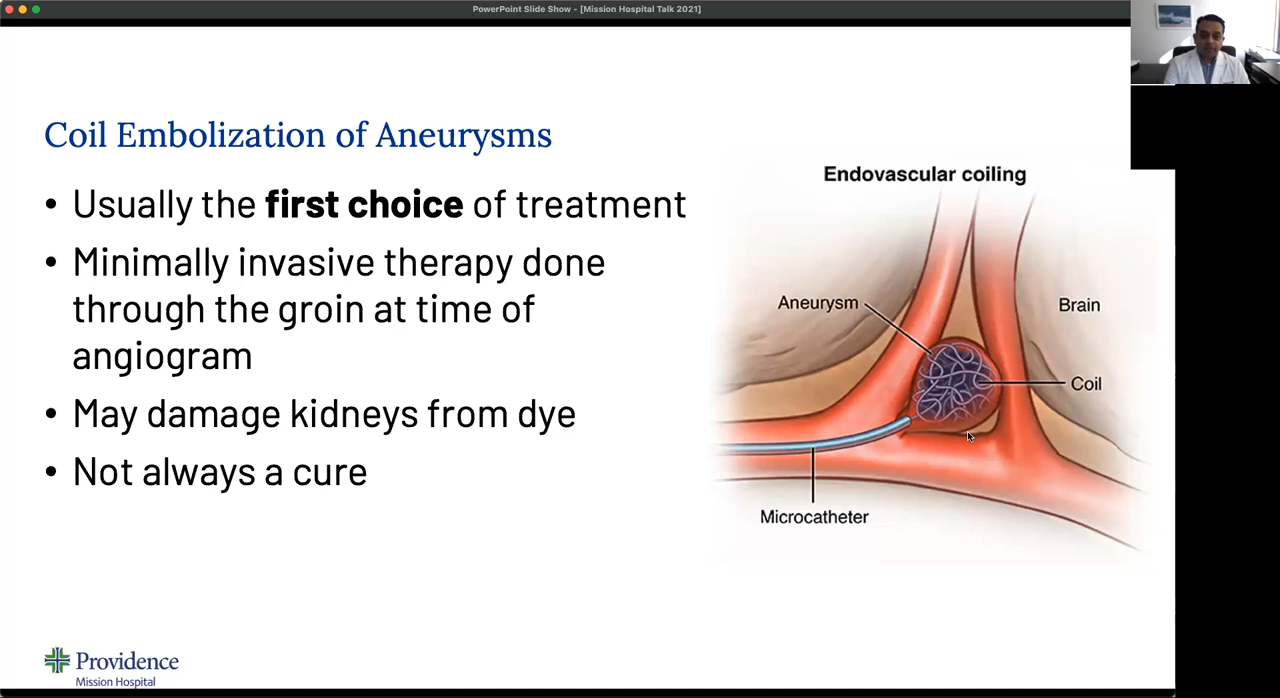 PowerPoint Slide Show - [Mission Hospital Talk 2021]
Coil Embolization of Aneurysms
• Usually the first choice of treatment
• Minimally invasive therapy done
through the groin at time of
angiogram
• May damage kidneys from dye
• Not always a cure
Endovascular coiling
Aneurysm
Brain
Coil
Microcatheter
Providence
Mission Hospital